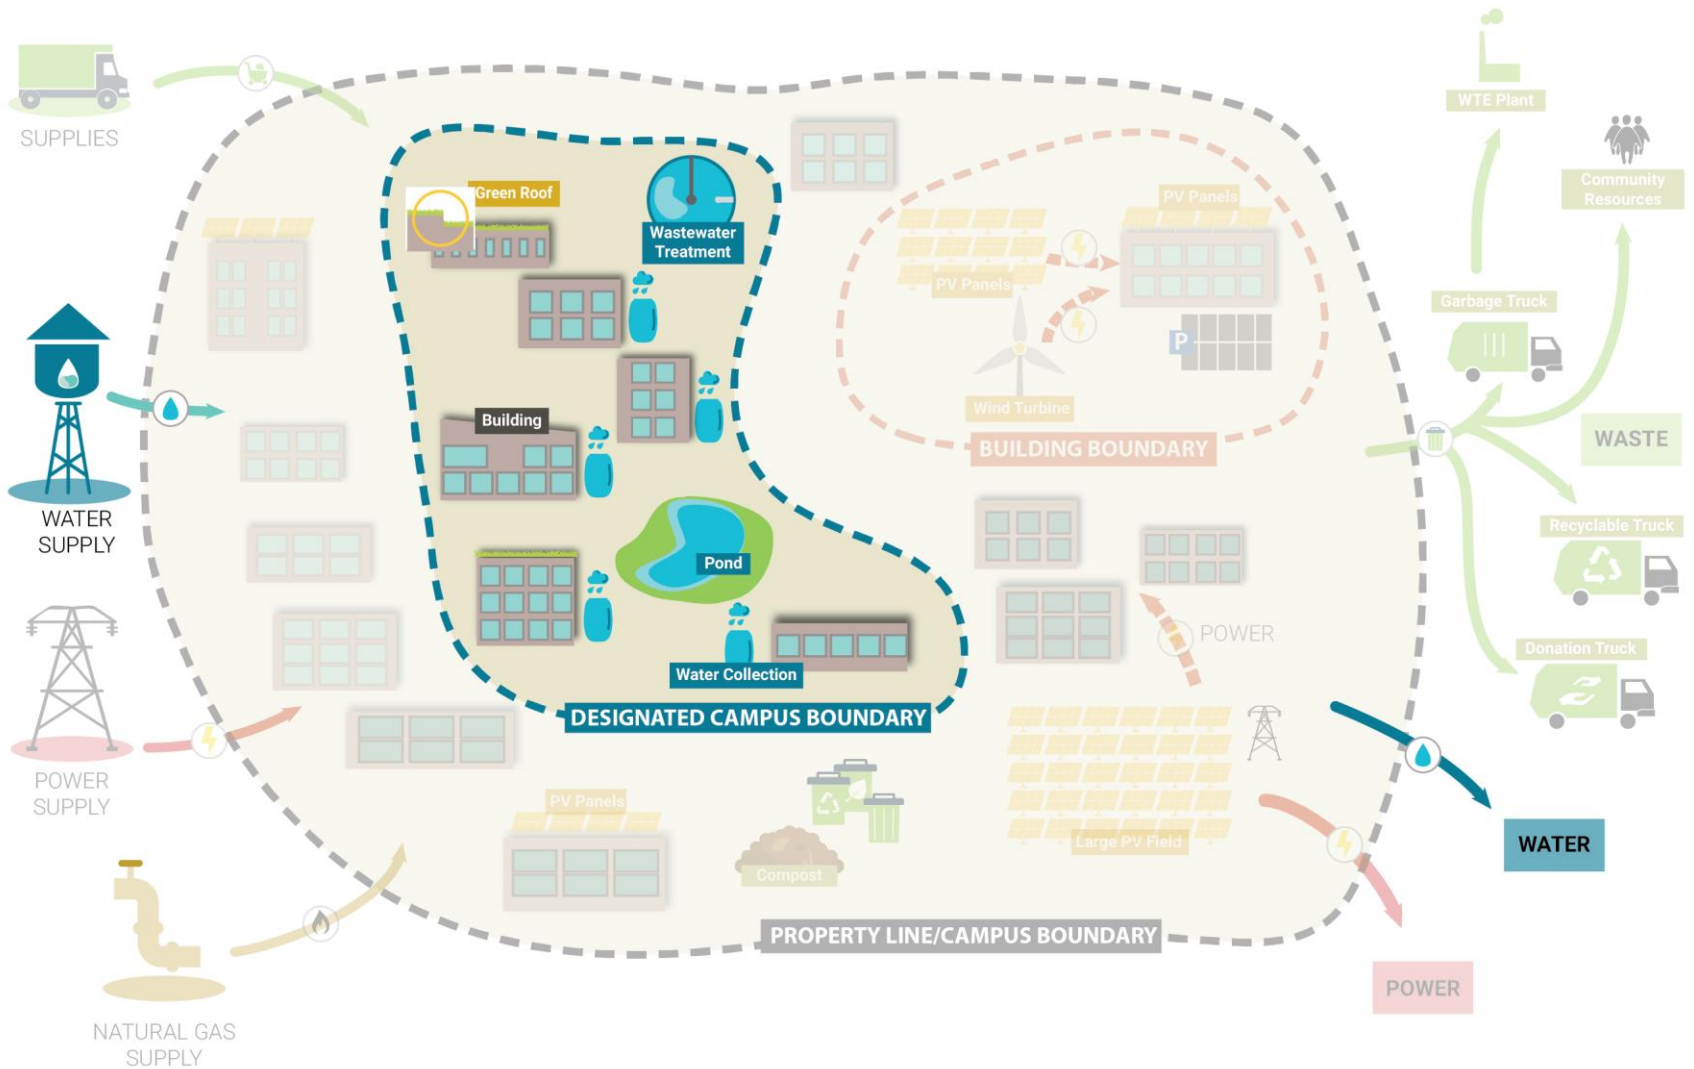 SUPPLIES
WTE Plant
Community
Resources
Green Roof
Wastewater
Treatment
PV Panels
PV Panels
Garbage Truck
P
Wind Turbine
Building
BUILDING BOUNDARY
WASTE
WATER
SUPPLY
Recyclable Truck
Pond
POWER
Donation Truck
Water Collection
DESIGNATED CAMPUS BOUNDARY
POWER
SUPPLY
PV Panels
Large PV Field
WATER
Compost
PROPERTY LINE/CAMPUS BOUNDARY
POWER
NATURAL GAS
SUPPLY